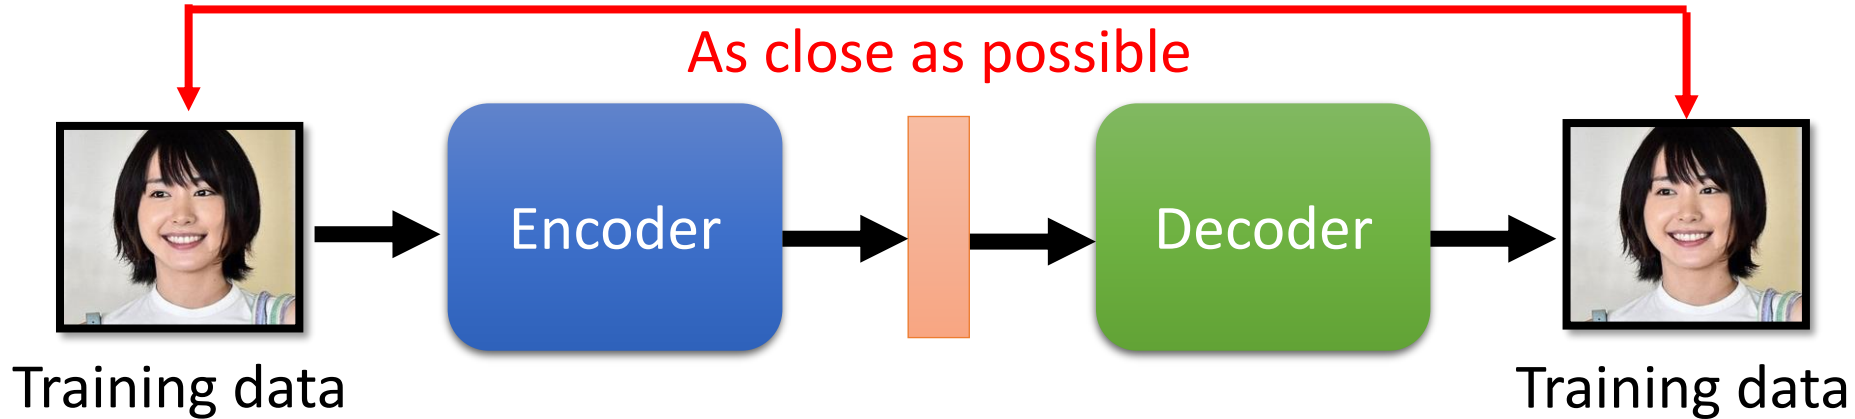 As close as possible
Encoder
Decoder
Training data
Training data